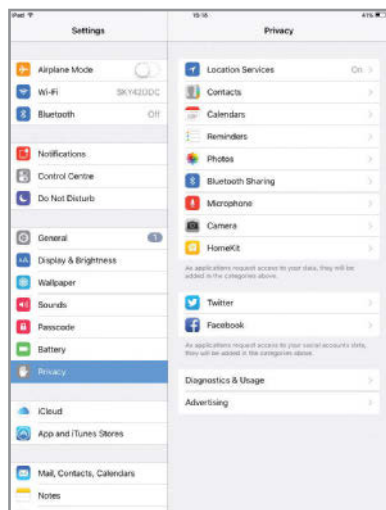 iPad
15:15
41%
Settings
Airplane Mode
Wi-Fi
Bluetooth Off
Notifications
Control Centre
Do Not Disturb
General 1
Display & Brightness
Wallpaper
Sounds
Passcode
Battery
Privacy
iCloud
App and iTunes Stores
Mail, Contacts, Calendars
Notes
Privacy
Location Services On
Contacts
Calendars
Reminders
Photos
Bluetooth Sharing
Microphone
Camera
HomeKit
As applications request access to your data, they will be
added in the categories above.
Twitter
Facebook
As applications request access to your social accounts data,
they will be added in the categories above.
Diagnostics & Usage
Advertising